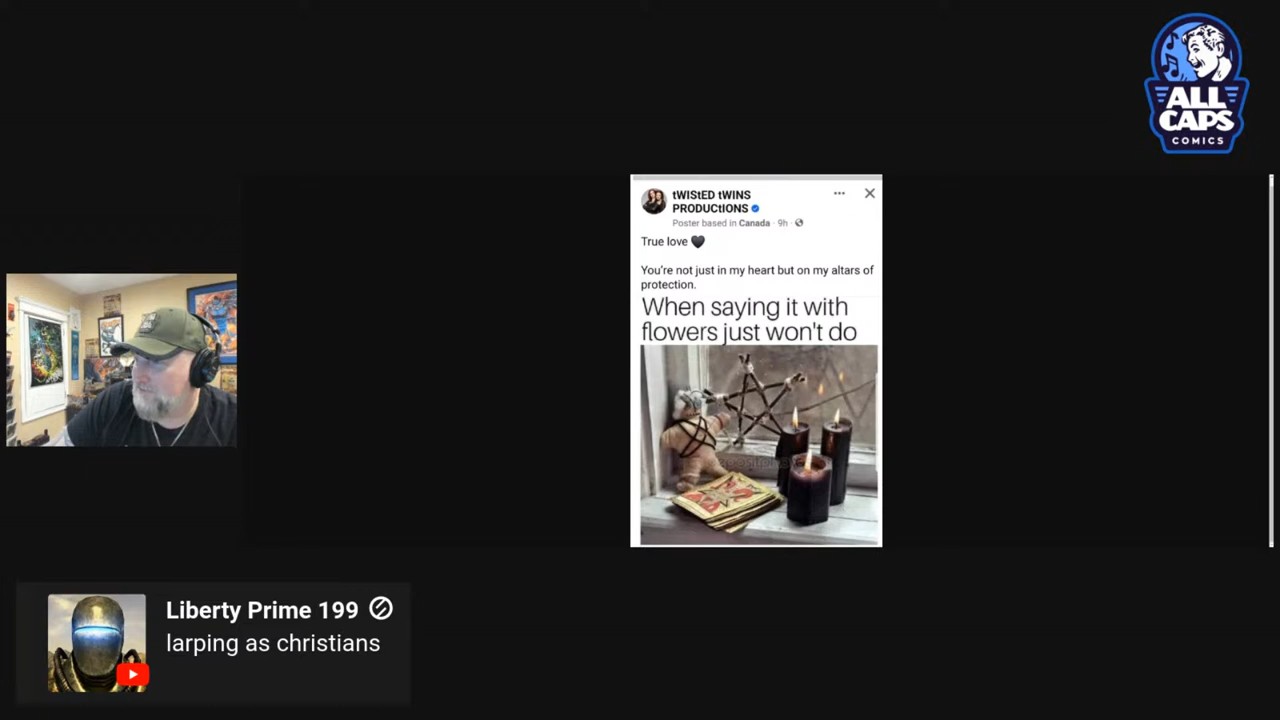 ALL
CAPS
COMICS
tWIStED tWINS
PRODUCtIONS
Poster based in Canada · 9h ·
True love 🖤
You're not just in my heart but on my altars of
protection.
When saying it with
flowers just won't do
Liberty Prime 199
larping as christians